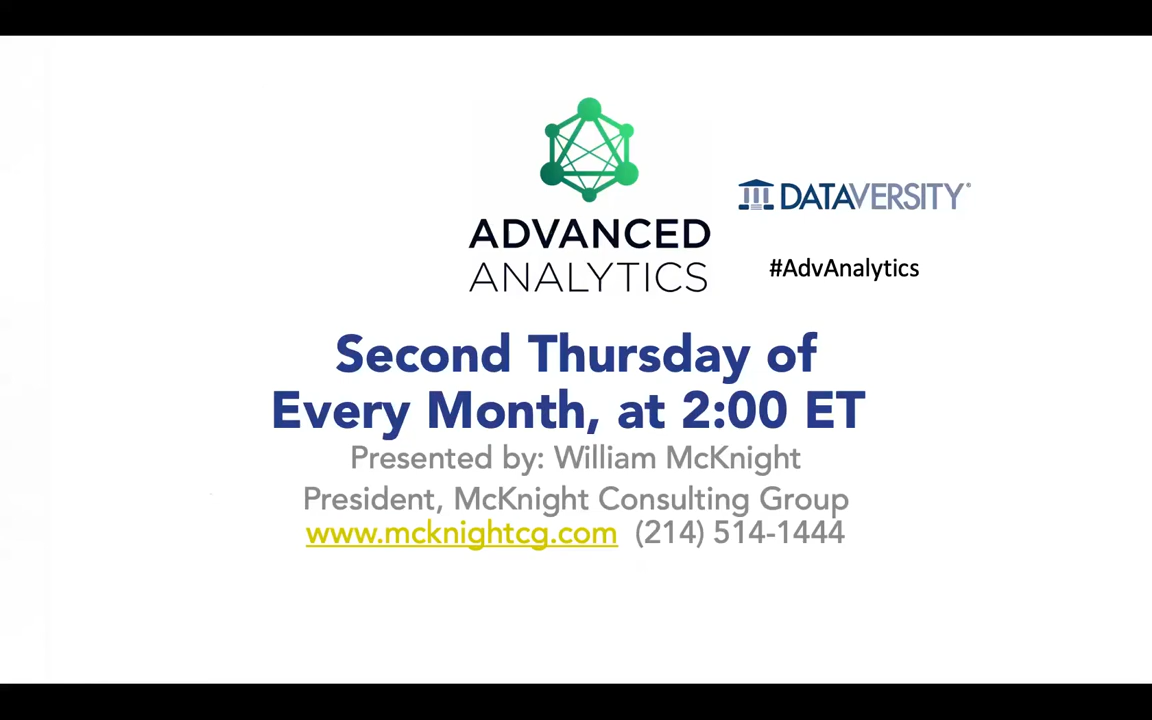 ADVANCED
ANALYTICS
DATAVERSITY®
#AdvAnalytics
Second Thursday of
Every Month, at 2:00 ET
Presented by: William McKnight
President, McKnight Consulting Group
www.mcknightcg.com (214) 514-1444